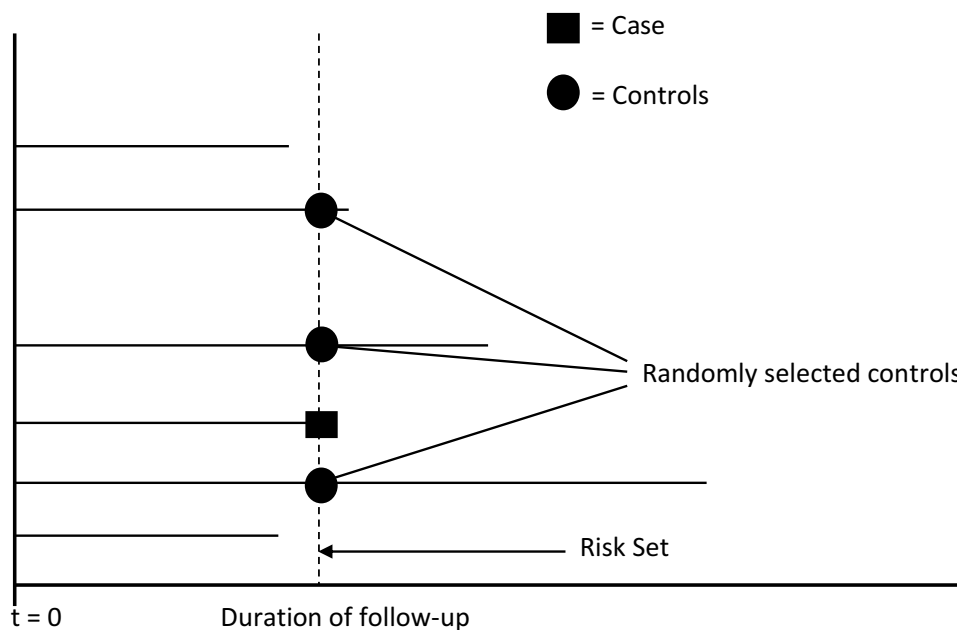 = Case
= Controls
Randomly selected controls
Risk Set
t = 0
Duration of follow-up